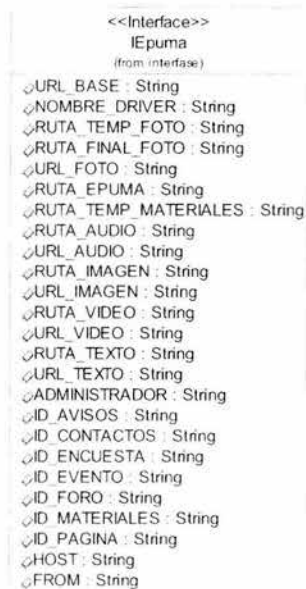 <<Interface>>
IEpuma
(from interfase)
URL_BASE : String
NOMBRE_DRIVER : String
RUTA_TEMP_FOTO : String
RUTA_FINAL_FOTO : String
URL_FOTO : String
RUTA_EPUMA : String
RUTA_TEMP_MATERIALES : String
RUTA_AUDIO : String
URL_AUDIO : String
RUTA_IMAGEN : String
URL_IMAGEN : String
RUTA_VIDEO : String
URL_VIDEO : String
RUTA_TEXTO : String
URL_TEXTO : String
ADMINISTRADOR : String
ID_AVISOS : String
ID_CONTACTOS : String
ID_ENCUESTA : String
ID_EVENTO : String
ID_FORO : String
ID_MATERIALES : String
ID_PAGINA : String
HOST : String
FROM : String